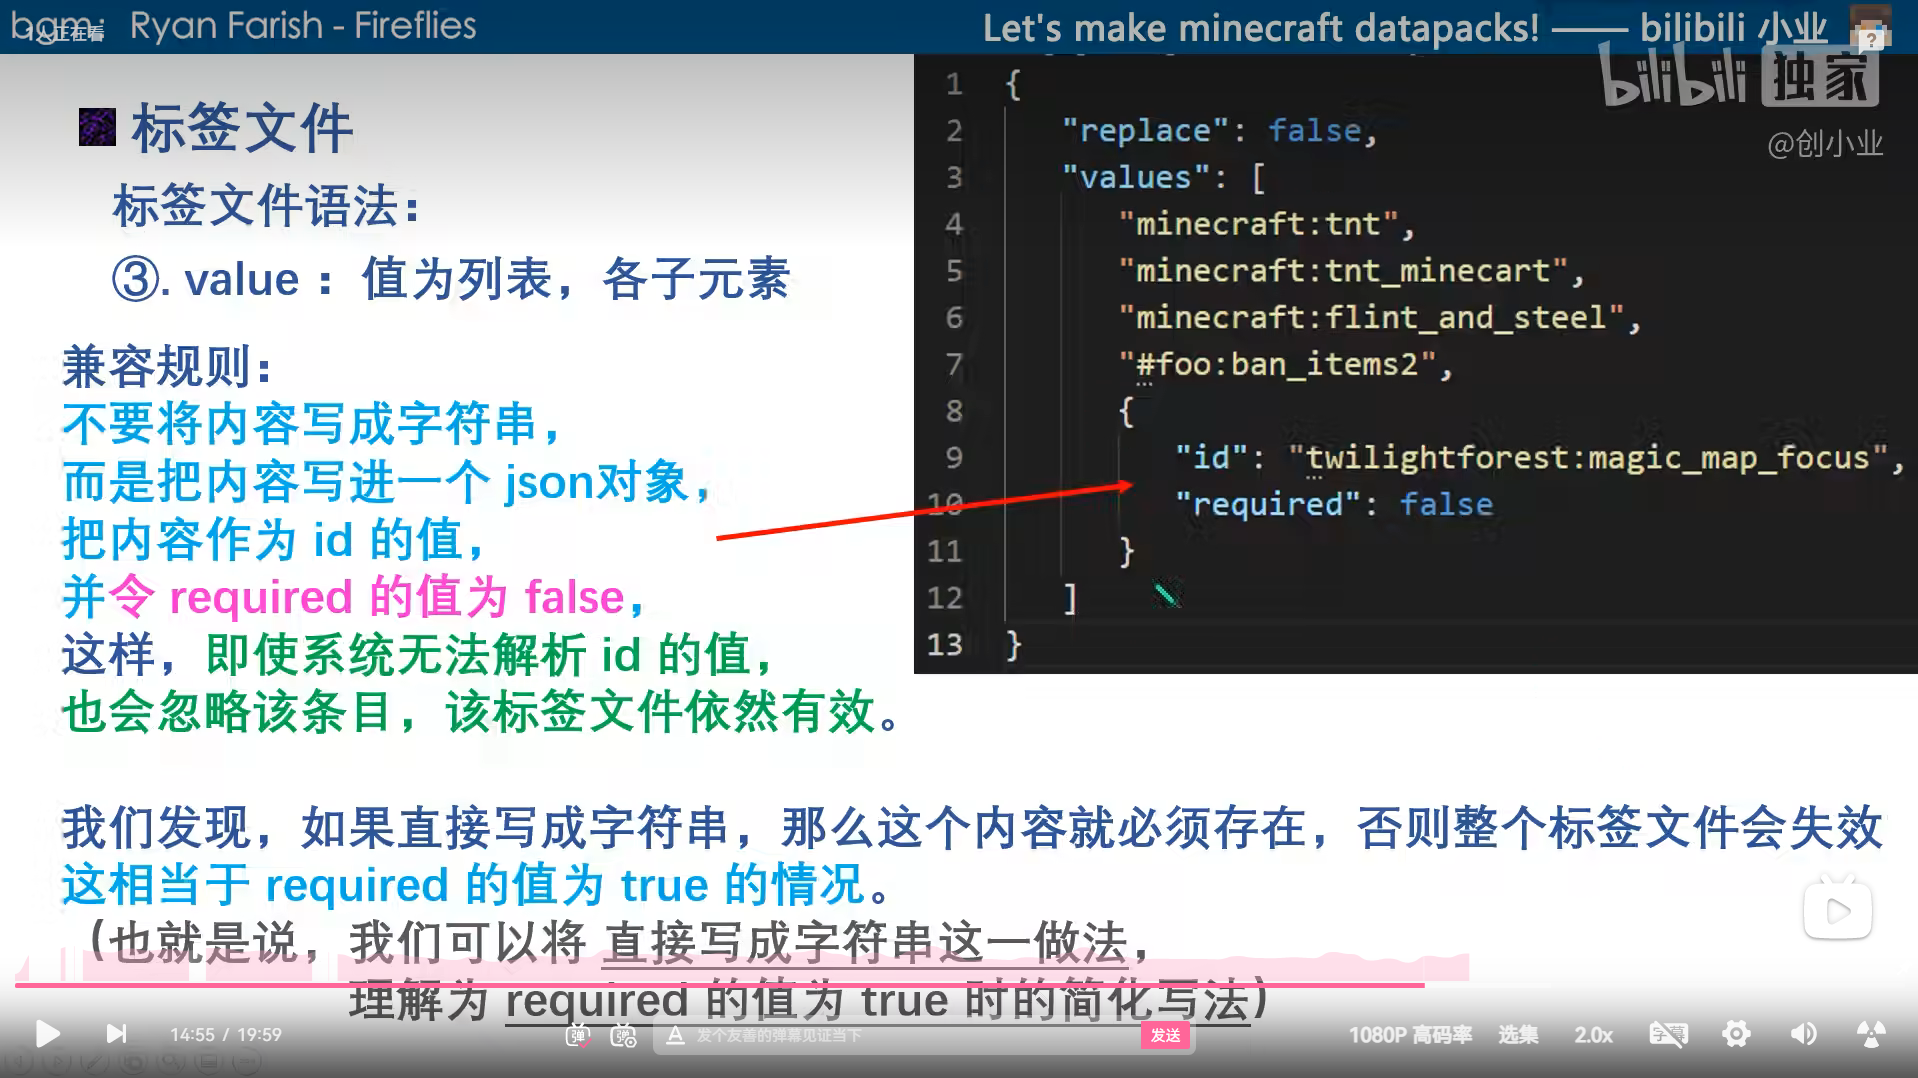 bgm: Ryan Farish - Fireflies
1人正在看
Let's make minecraft datapacks! —— bilibili 小业
bilibili 独家
@创小业
标签文件
标签文件语法：
③. value ：值为列表，各子元素
兼容规则：
不要将内容写成字符串，
而是把内容写进一个 json对象，
把内容作为 id 的值，
并令 required 的值为 false，
这样，即使系统无法解析 id 的值，
也会忽略该条目，该标签文件依然有效。
1 {
2 "replace": false,
3 "values": [
4 "minecraft:tnt",
5 "minecraft:tnt_minecart",
6 "minecraft:flint_and_steel",
7 "#foo:ban_items2",
8 {
9 "id": "twilightforest:magic_map_focus",
10 "required": false
11 }
12 ]
13 }
我们发现，如果直接写成字符串，那么这个内容就必须存在，否则整个标签文件会失效
这相当于 required 的值为 true 的情况。
（也就是说，我们可以将 直接写成字符串这一做法，
理解为 required 的值为 true 时的简化写法）
14:55 / 19:59
弹
弹
A 发个友善的弹幕见证当下
发送
1080P 高码率
选集
2.0x
字幕